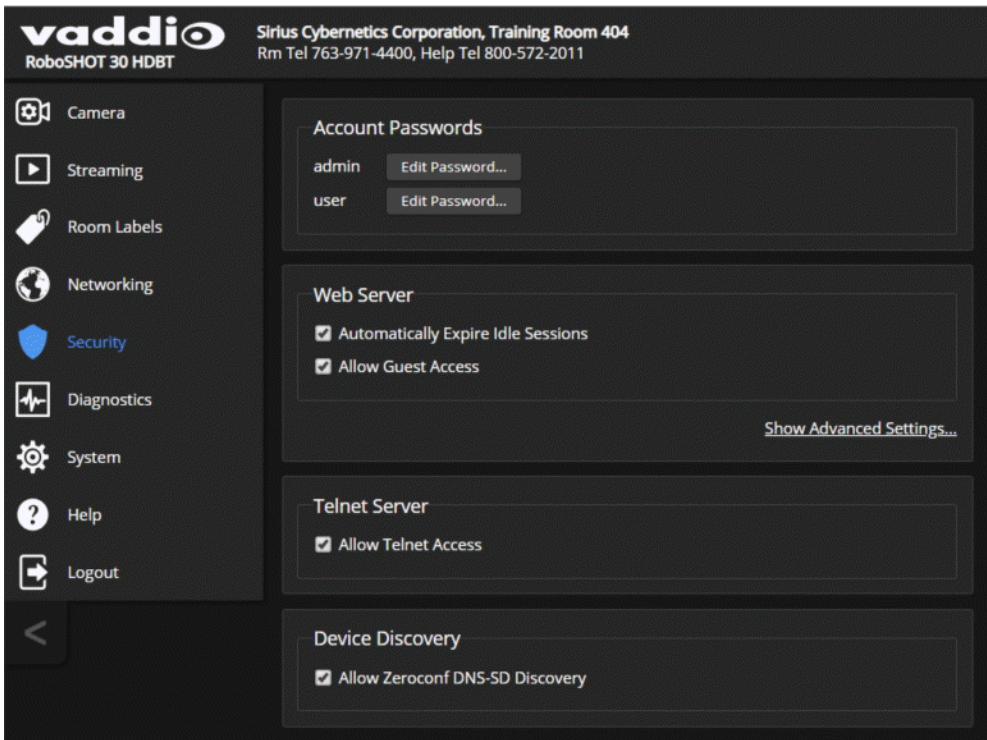 vaddio
RoboSHOT 30 HDBT
Sirius Cybernetics Corporation, Training Room 404
Rm Tel 763-971-4400, Help Tel 800-572-2011
Camera
Streaming
Room Labels
Networking
Security
Diagnostics
System
Help
Logout
<
Account Passwords
admin Edit Password...
user Edit Password...
Web Server
Automatically Expire Idle Sessions
Allow Guest Access
Show Advanced Settings...
Telnet Server
Allow Telnet Access
Device Discovery
Allow Zeroconf DNS-SD Discovery